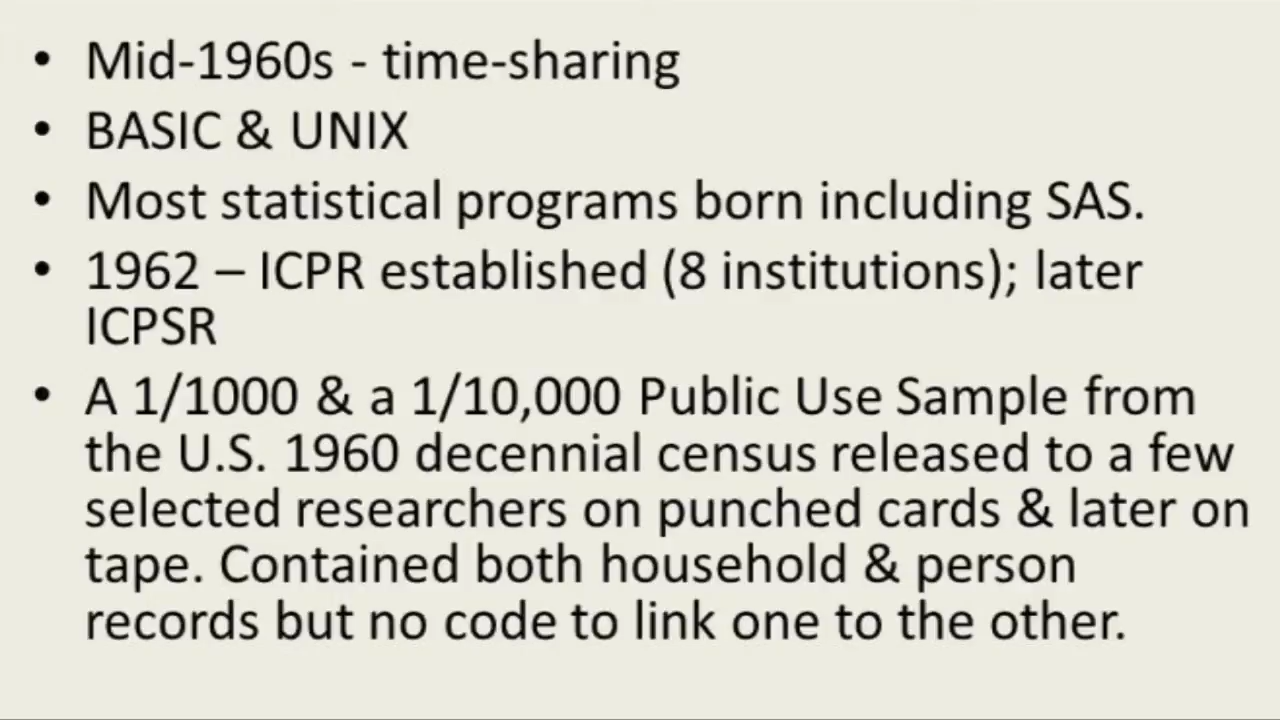 • Mid-1960s - time-sharing
• BASIC & UNIX
• Most statistical programs born including SAS.
• 1962 – ICPR established (8 institutions); later
ICPSR
• A 1/1000 & a 1/10,000 Public Use Sample from
the U.S. 1960 decennial census released to a few
selected researchers on punched cards & later on
tape. Contained both household & person
records but no code to link one to the other.